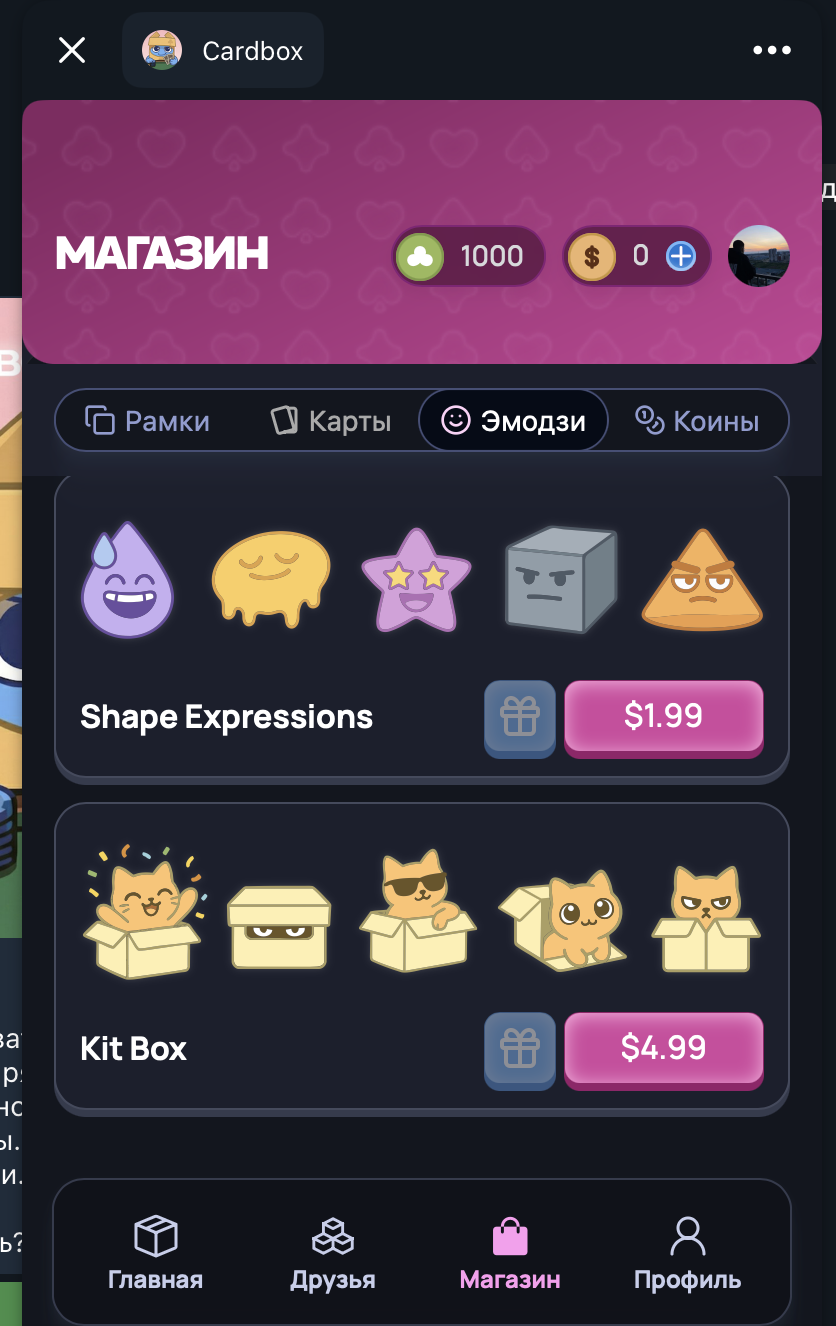 Cardbox
МАГАЗИН
1000
$
0
Рамки
Карты
Эмодзи
Коины
Shape Expressions
$1.99
Kit Box
$4.99
Главная
Друзья
Магазин
Профиль